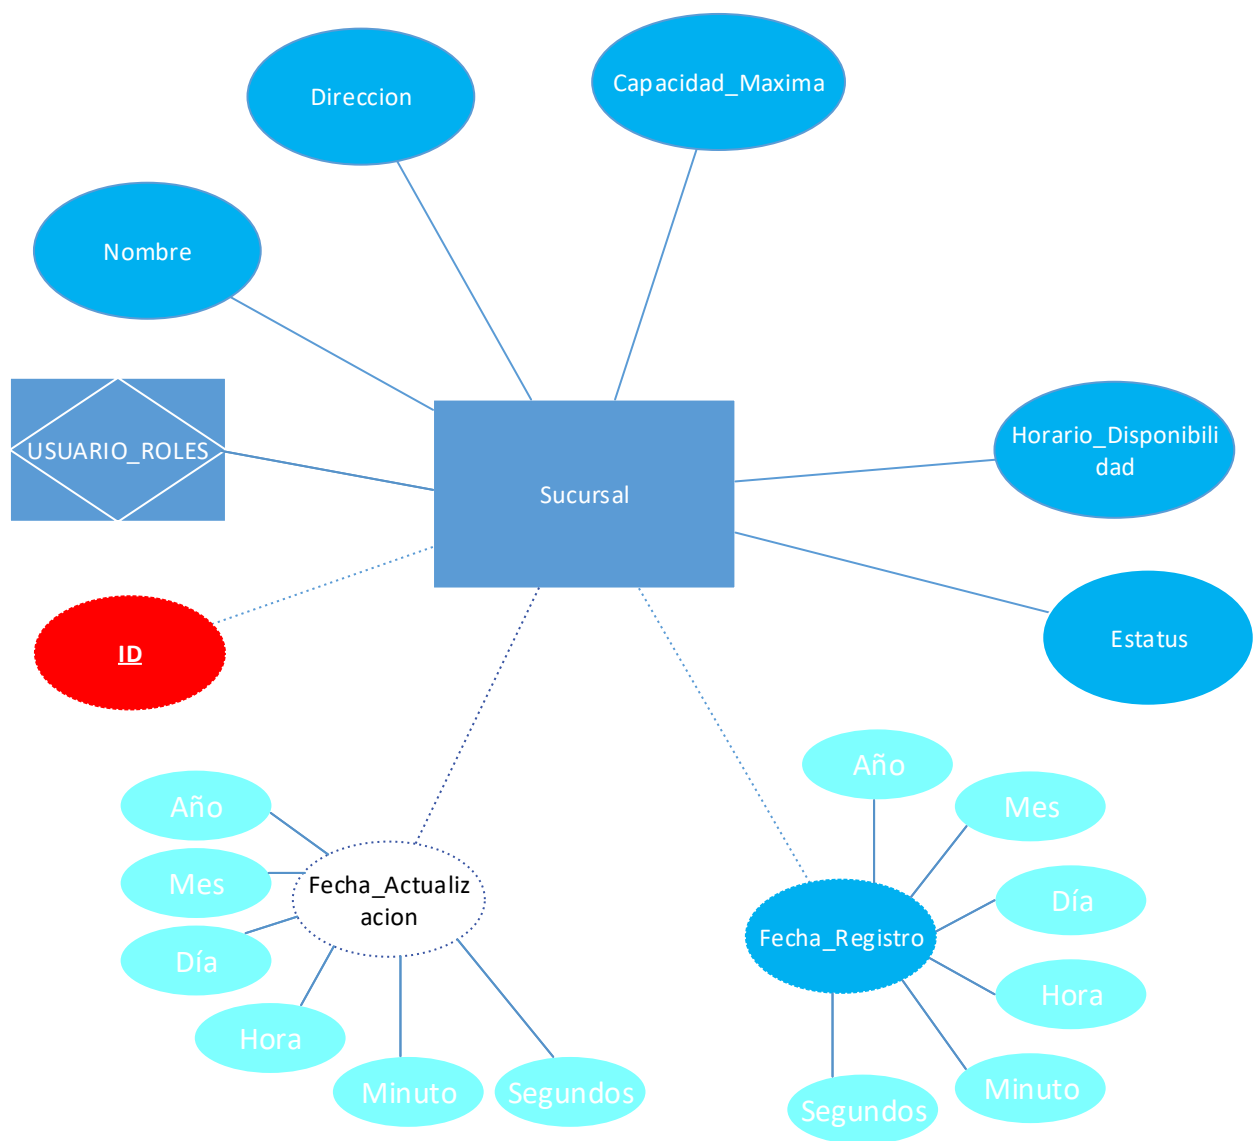 Direccion
Capacidad_Maxima
Nombre
Horario_Disponibili
dad
USUARIO_ROLES
Sucursal
ID
Estatus
Año
Mes
Día
Hora
Minuto
Segundos
Fecha_Actualiz
acion
Año
Mes
Día
Hora
Minuto
Segundos
Fecha_Registro